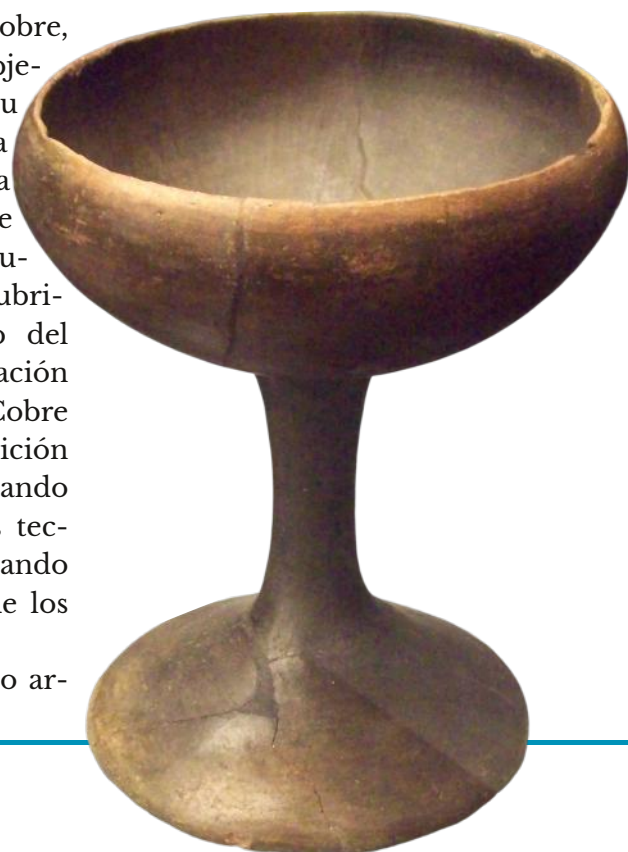 obre,
oje-
u
a
a
e
u-
ubri-
o del
ación
Cobre
ición
ando
tec-
ando
e los
o ar-